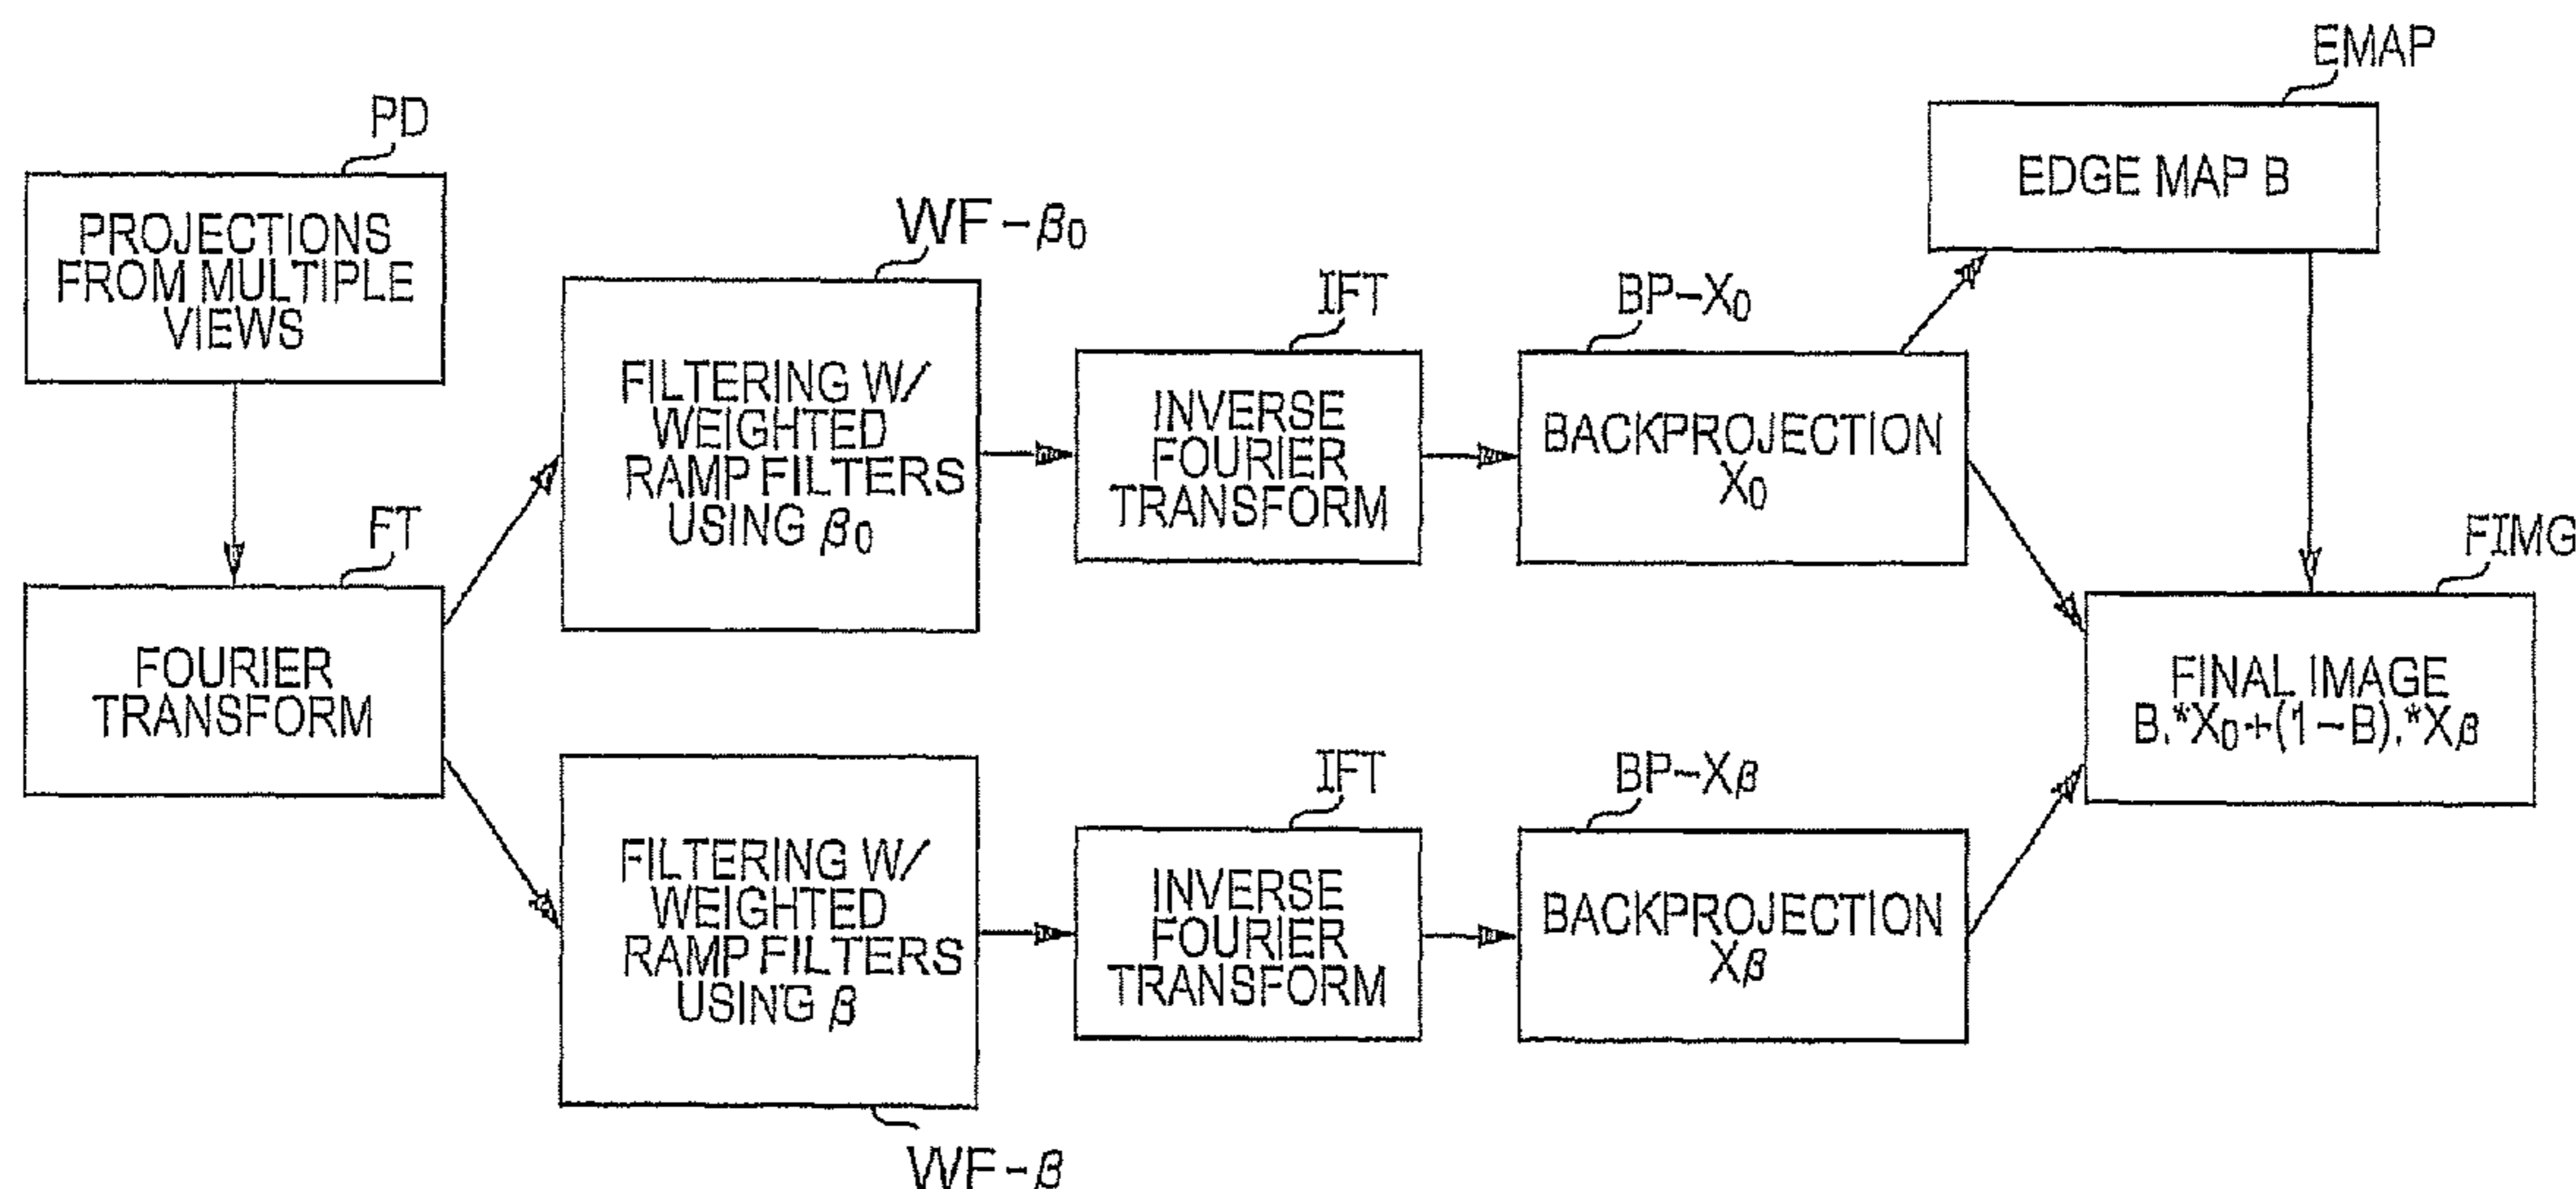 PD
PROJECTIONS
FROM MULTIPLE
VIEWS
FT
FOURIER
TRANSFORM
WF-β₀
FILTERING W/
WEIGHTED
RAMP FILTERS
USING β₀
IFT
INVERSE
FOURIER
TRANSFORM
BP-X₀
BACKPROJECTION
X₀
EMAP
EDGE MAP B
FIMG
FINAL IMAGE
B.*X₀+(1-B).*Xβ
FILTERING W/
WEIGHTED
RAMP FILTERS
USING β
WF-β
IFT
INVERSE
FOURIER
TRANSFORM
BP-Xβ
BACKPROJECTION
Xβ